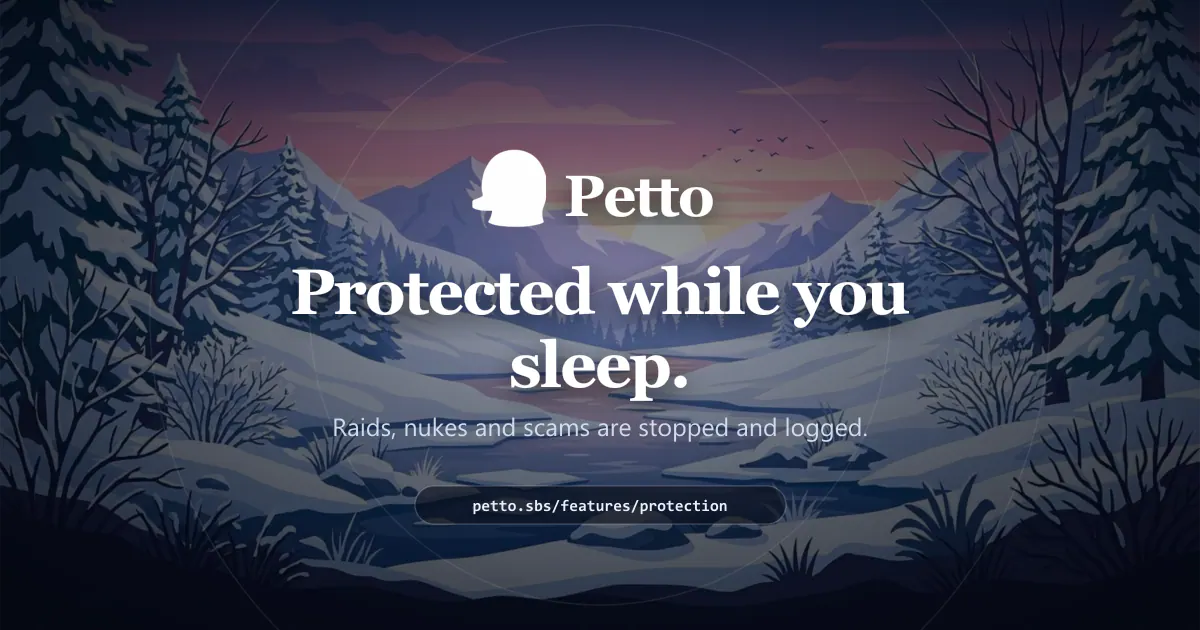 Petto
Protected while you
sleep.
Raids, nukes and scams are stopped and logged.
petto.sbs/features/protection